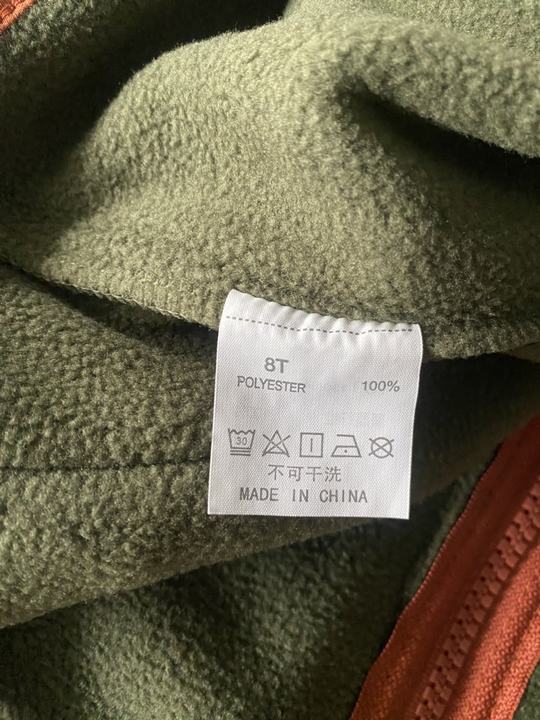 8T
POLYESTER 100%
30
不可干洗
MADE IN CHINA